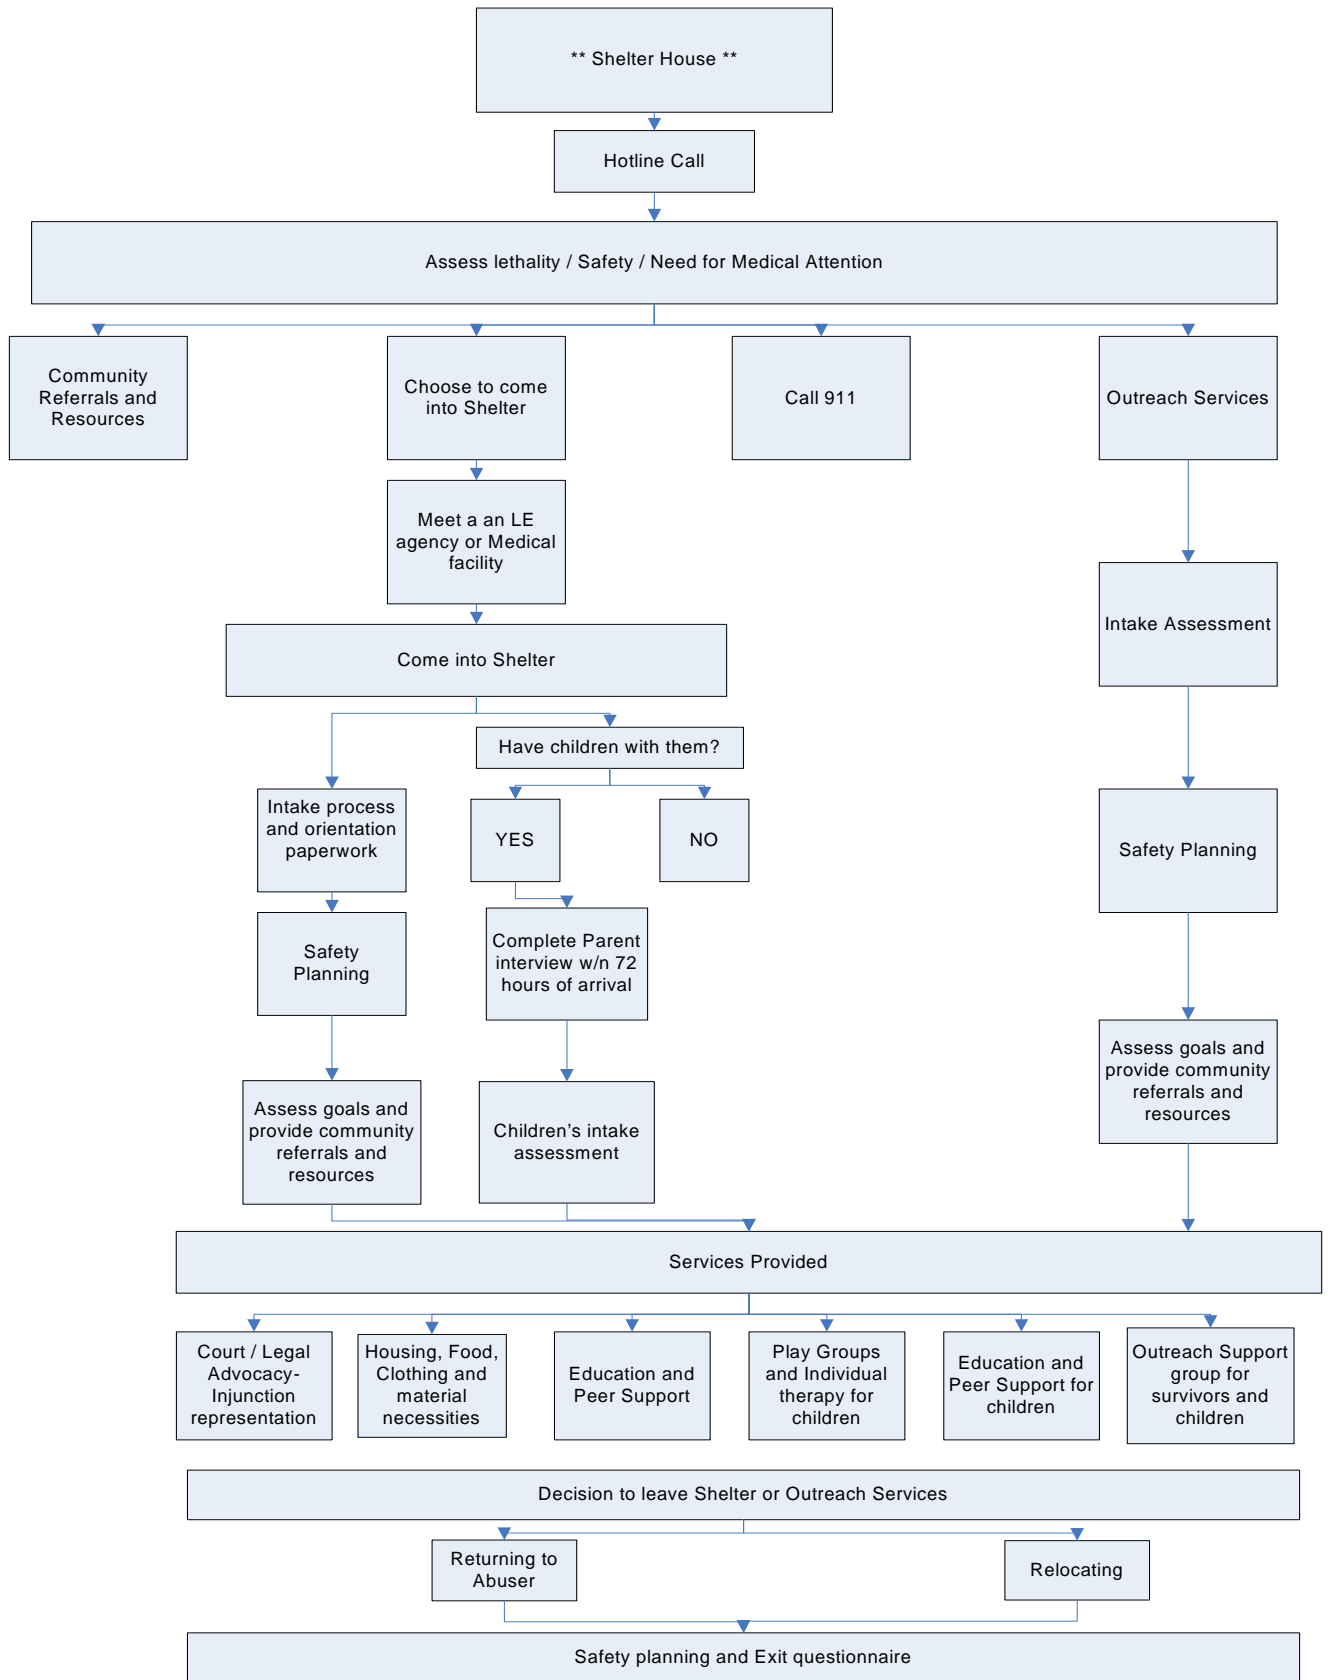 ** Shelter House **
Hotline Call
Assess lethality / Safety / Need for Medical Attention
Community
Referrals and
Resources
Choose to come
into Shelter
Call 911
Outreach Services
Meet a an LE
agency or Medical
facility
Come into Shelter
Intake Assessment
Have children with them?
Intake process
and orientation
paperwork
YES
NO
Safety Planning
Safety
Planning
Complete Parent
interview w/n 72
hours of arrival
Assess goals and
provide community
referrals and
resources
Assess goals and
provide community
referrals and
resources
Children's intake
assessment
Services Provided
Court / Legal
Advocacy-
Injunction
representation
Housing, Food,
Clothing and
material
necessities
Education and
Peer Support
Play Groups
and Individual
therapy for
children
Education and
Peer Support for
children
Outreach Support
group for
survivors and
children
Decision to leave Shelter or Outreach Services
Returning to
Abuser
Relocating
Safety planning and Exit questionnaire